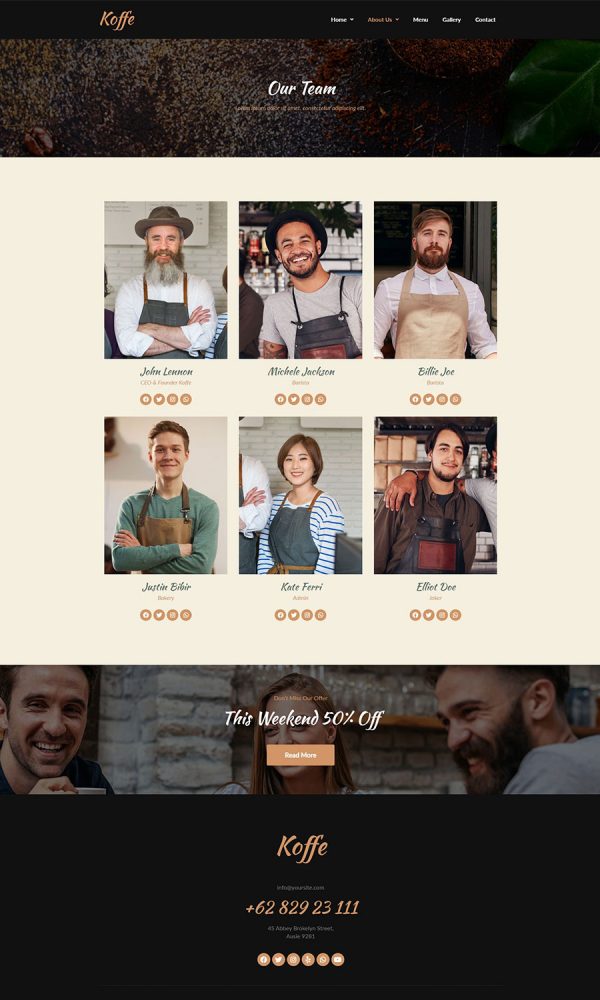 Koffe
Home About Us Menu Gallery Contact
Our Team
Lorem ipsum dolor sit amet, consectetur adipiscing elit.
John Lennon
CEO & Founder Koffe
Michele Jackson
Barista
Billie Joe
Barista
Justin Bibir
Bakery
Kate Ferri
Admin
Elliot Doe
Joker
Don't Miss Our Offer
This Weekend 50% Off
Read More
Koffe
info@yoursite.com
+62 829 23 111
45 Abbey Brokelyn Street,
Ausie 9281